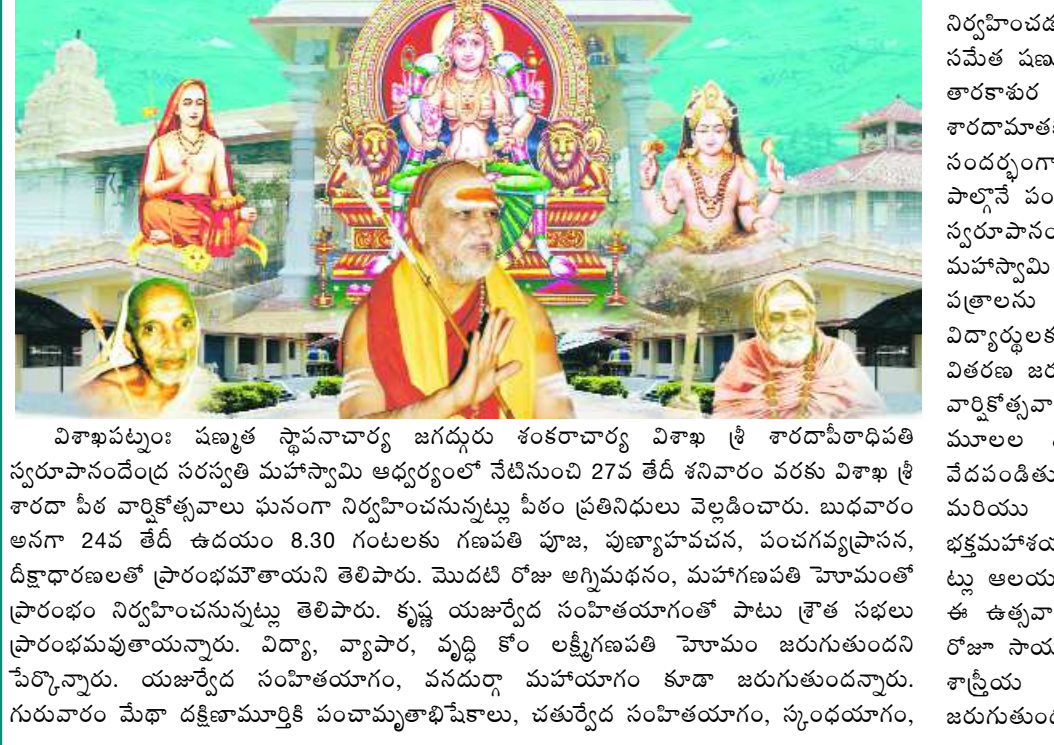 విశాఖపట్నంః షణ్మత స్థాపనాచార్య జగద్గురు శంకరాచార్య విశాఖ శ్రీ శారదాపీఠాధిపతి
స్వరూపానందేంద్ర సరస్వతి మహాస్వామి ఆధ్వర్యంలో నేటినుంచి 27వ తేదీ శనివారం వరకు విశాఖ శ్రీ
శారదా పీఠ వార్షికోత్సవాలు ఘనంగా నిర్వహించనున్నట్లు పీఠం ప్రతినిధులు వెల్లడించారు. బుధవారం
అనగా 24వ తేదీ ఉదయం 8.30 గంటలకు గణపతి పూజ, పుణ్యాహవచన, పంచగవ్యప్రాసన,
దీక్షాధారణలతో ప్రారంభమౌతాయని తెలిపారు. మొదటి రోజు అగ్నిమథనం, మహాగణపతి హెూమంతో
ప్రారంభం నిర్వహించనున్నట్లు తెలిపారు. కృష్ణ యజుర్వేద సంహితయాగంతో పాటు శ్రౌత సభలు
ప్రారంభమవుతాయన్నారు. విద్యా, వ్యాపార, వృద్ధి కోం లక్ష్మీగణపతి హెూమం జరుగుతుందని
పేర్కొన్నారు. యజుర్వేద సంహితయాగం, వనదుర్గా మహాయాగం కూడా జరుగుతుందన్నారు.
గురువారం మేథా దక్షిణామూర్తికి పంచామృతాభిషేకాలు, చతుర్వేద సంహితయాగం, స్కంధయాగం,
నిర్వహించడ
సమేత షణు
తారకాశుర
శారదామాత
సందర్భంగా
పాల్గొనే పం
స్వరూపానం
మహాస్వామి
పత్రాలను
విద్యార్థులక
వితరణ జర
వార్షికోత్సవా
మూలల
వేదపండితు
మరియు
భక్తమహాశయ
ట్లు ఆలయ
ఈ ఉత్సవా
రోజూ సాయ
శాస్త్రీయ
జరుగుతుంద